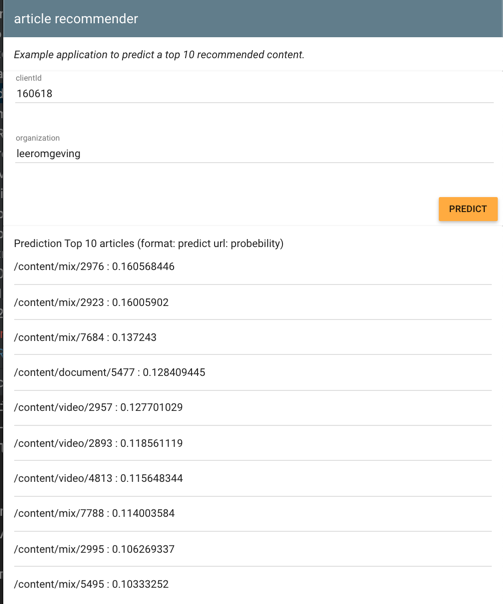 article recommender
Example application to predict a top 10 recommended content.
clientId
160618
organization
leeromgeving
PREDICT
Prediction Top 10 articles (format: predict url: probebility)
/content/mix/2976 : 0.160568446
/content/mix/2923 : 0.16005902
/content/mix/7684 : 0.137243
/content/document/5477 : 0.128409445
/content/video/2957 : 0.127701029
/content/video/2893 : 0.118561119
/content/video/4813 : 0.115648344
/content/mix/7788 : 0.114003584
/content/mix/2995 : 0.106269337
/content/mix/5495 : 0.10333252